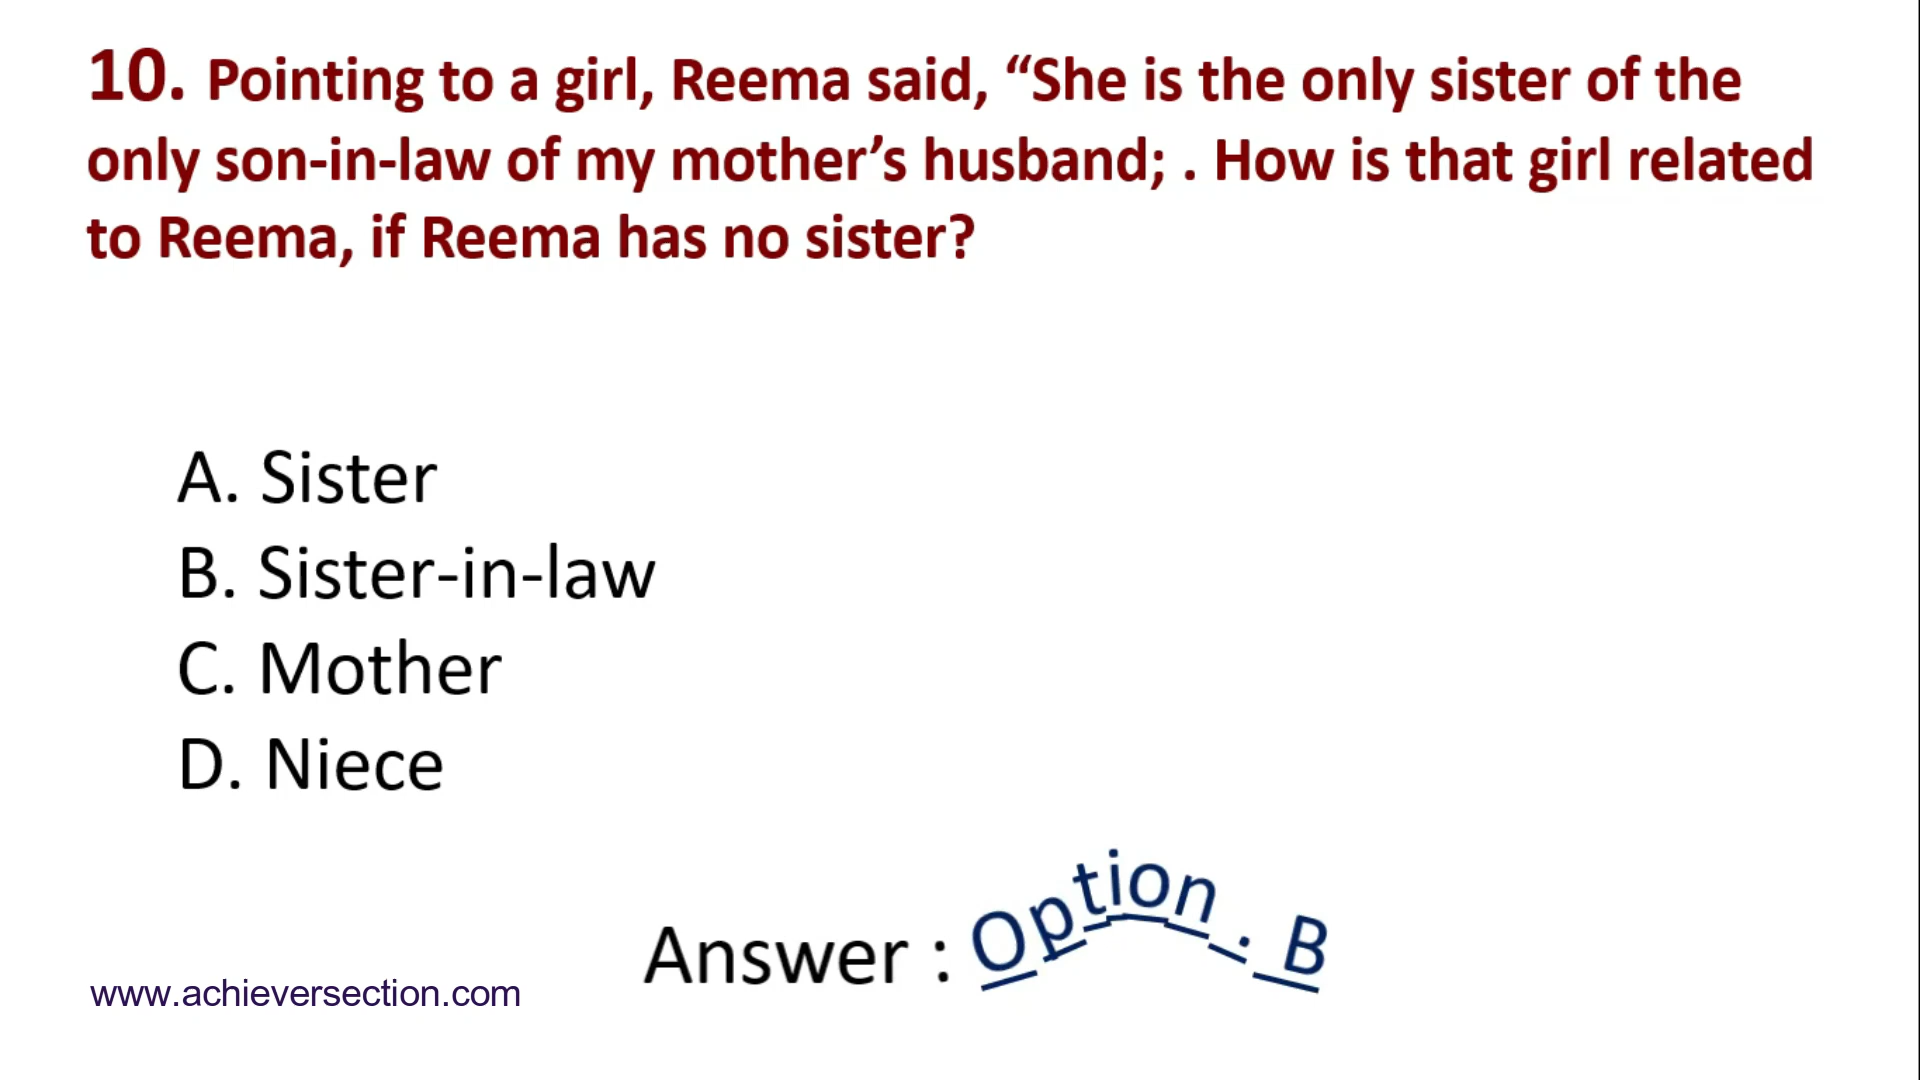 10. Pointing to a girl, Reema said, “She is the only sister of the
only son-in-law of my mother’s husband; . How is that girl related
to Reema, if Reema has no sister?
A. Sister
B. Sister-in-law
C. Mother
D. Niece
Answer : Option . B
www.achieversection.com